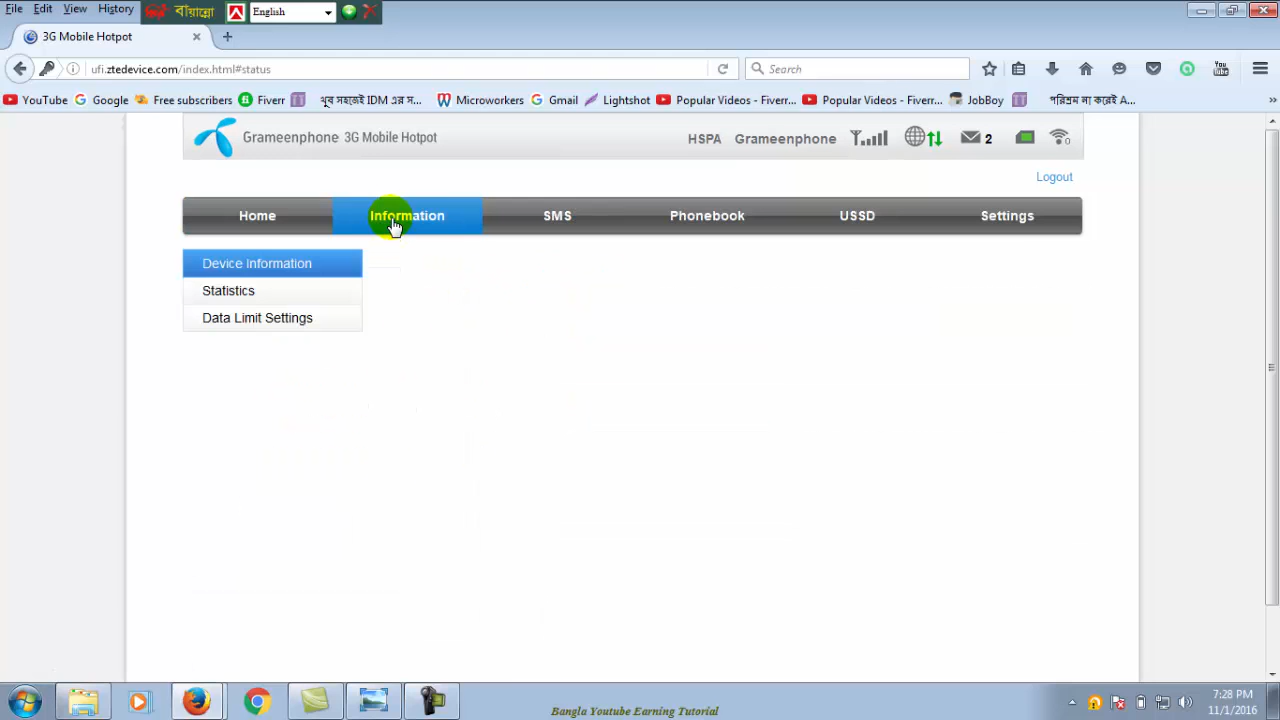 File Edit View History বায়ান্নো English
3G Mobile Hotpot
ufi.ztedevice.com/index.html#status Search
YouTube Google Free subscribers Fiverr খুব সহজেই IDM এর স... Microworkers Gmail Lightshot Popular Videos - Fiverr... Popular Videos - Fiverr... JobBoy পরিশ্রম না করেই A...
Grameenphone 3G Mobile Hotpot HSPA Grameenphone 2 0
Logout
Home Information SMS Phonebook USSD Settings
Device Information
Statistics
Data Limit Settings
7:28 PM
Bangla Youtube Earning Tutorial 11/1/2016